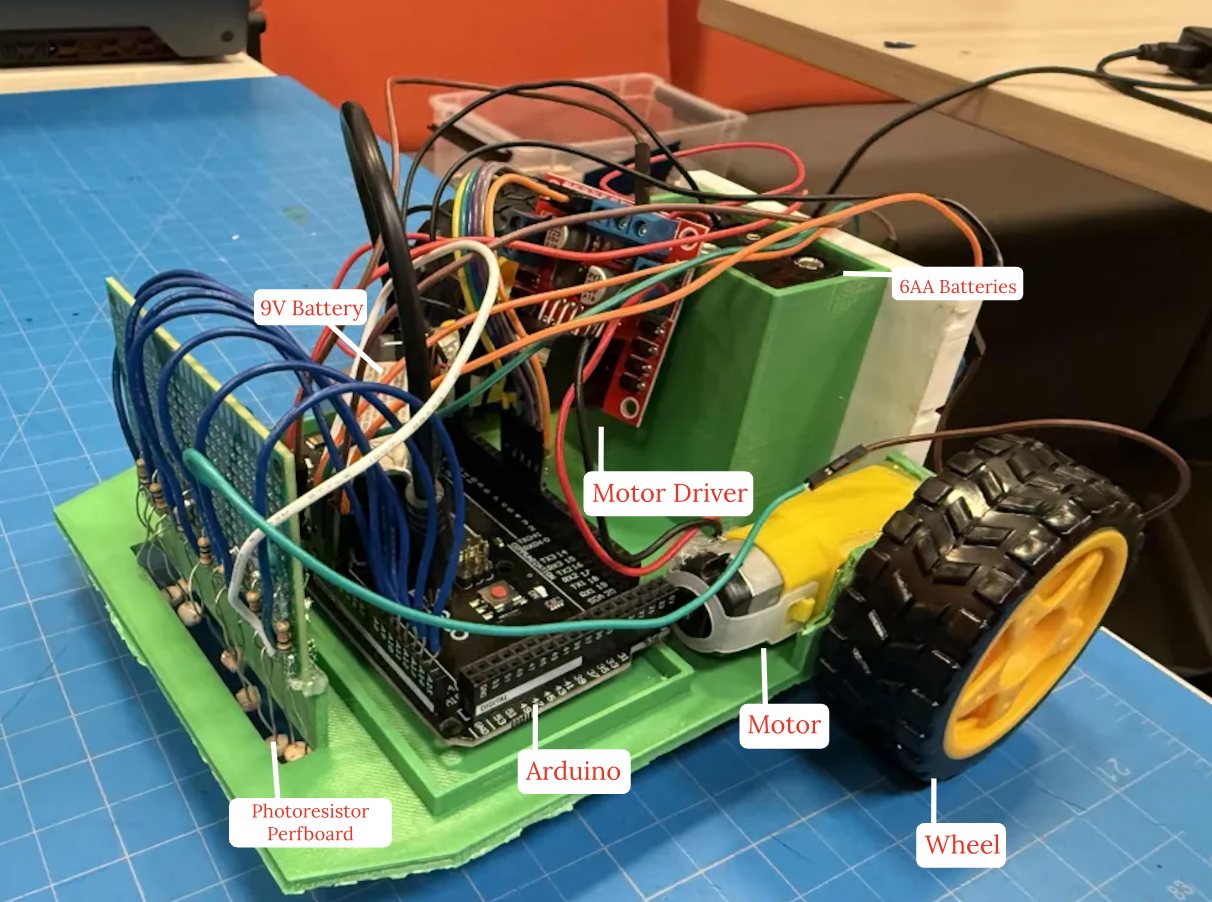 9V Battery
6AA Batteries
Motor Driver
Motor
Arduino
Photoresistor
Perfboard
Wheel